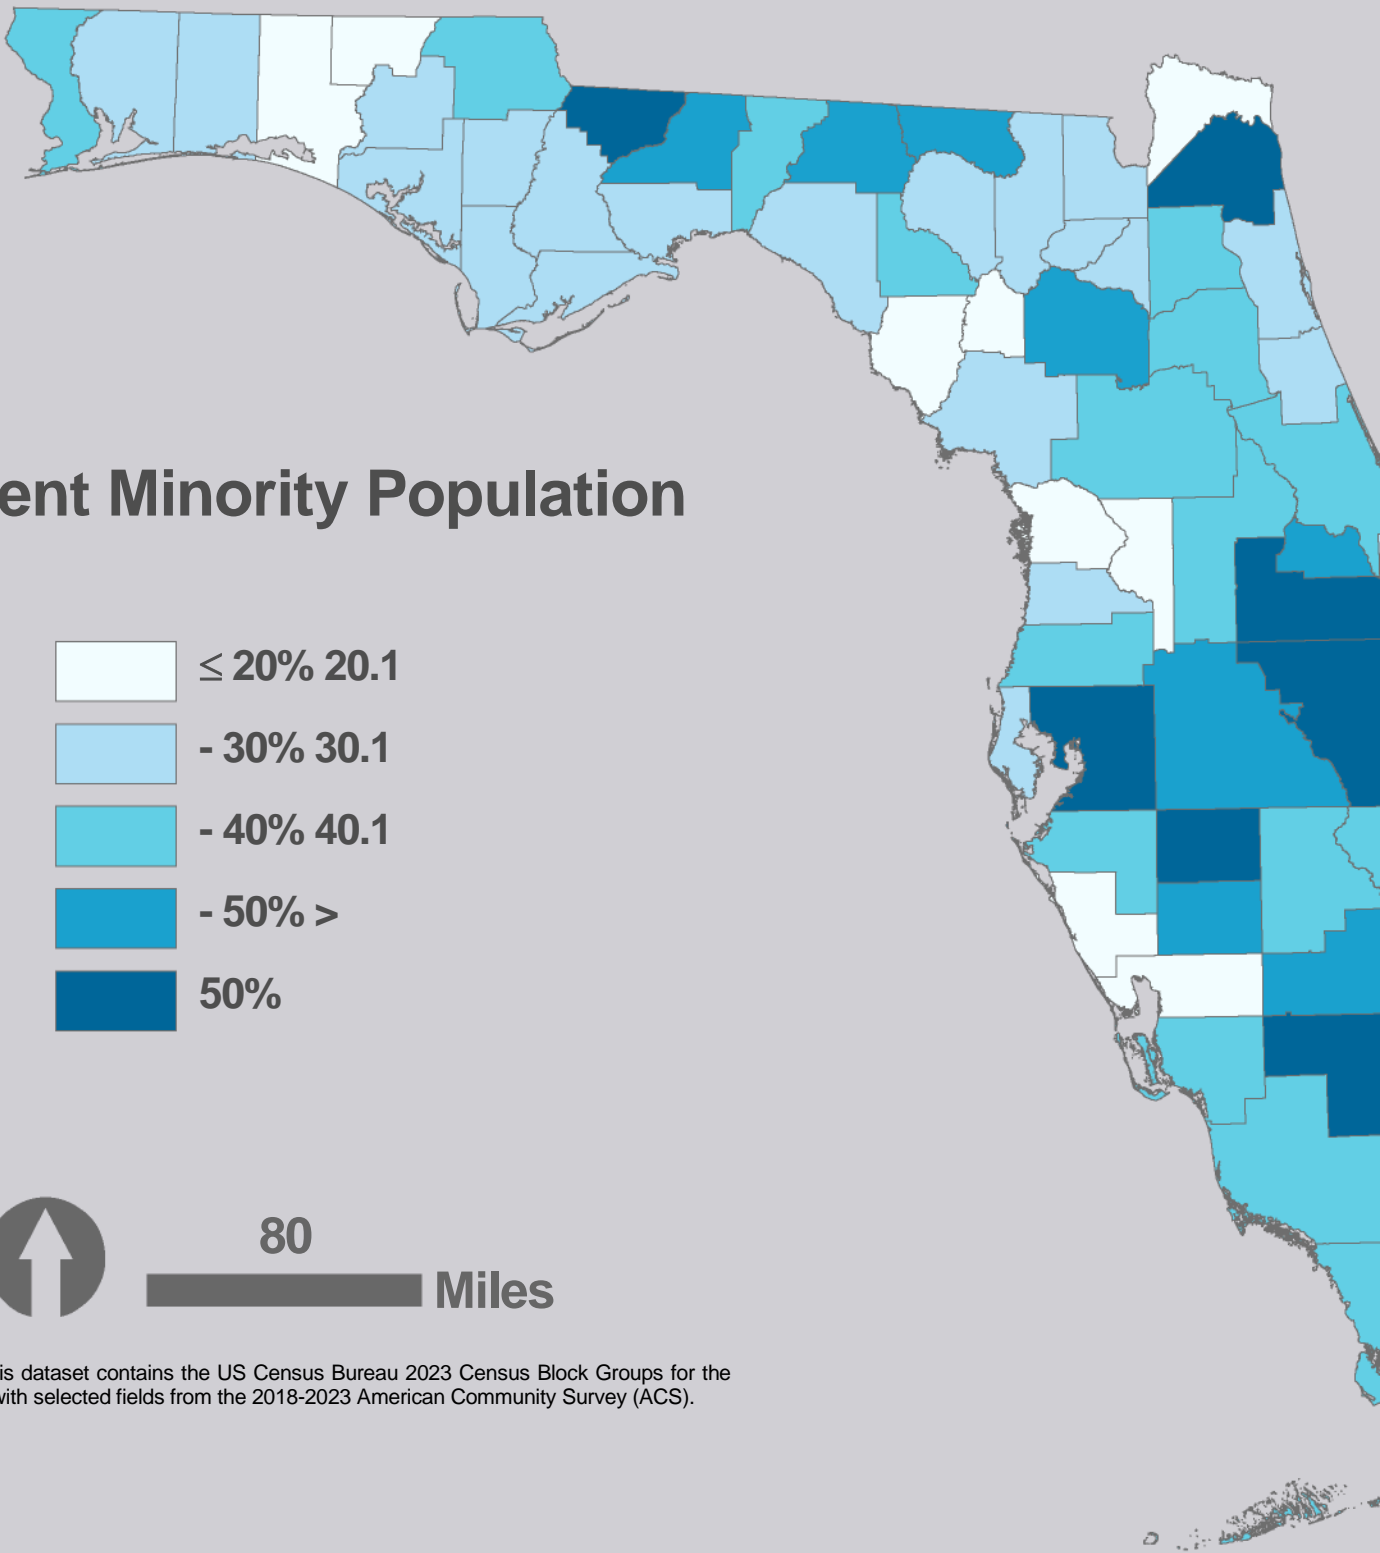 ent Minority Population
≤ 20% 20.1
- 30% 30.1
- 40% 40.1
- 50% >
50%
80
Miles
is dataset contains the US Census Bureau 2023 Census Block Groups for the
with selected fields from the 2018-2023 American Community Survey (ACS).